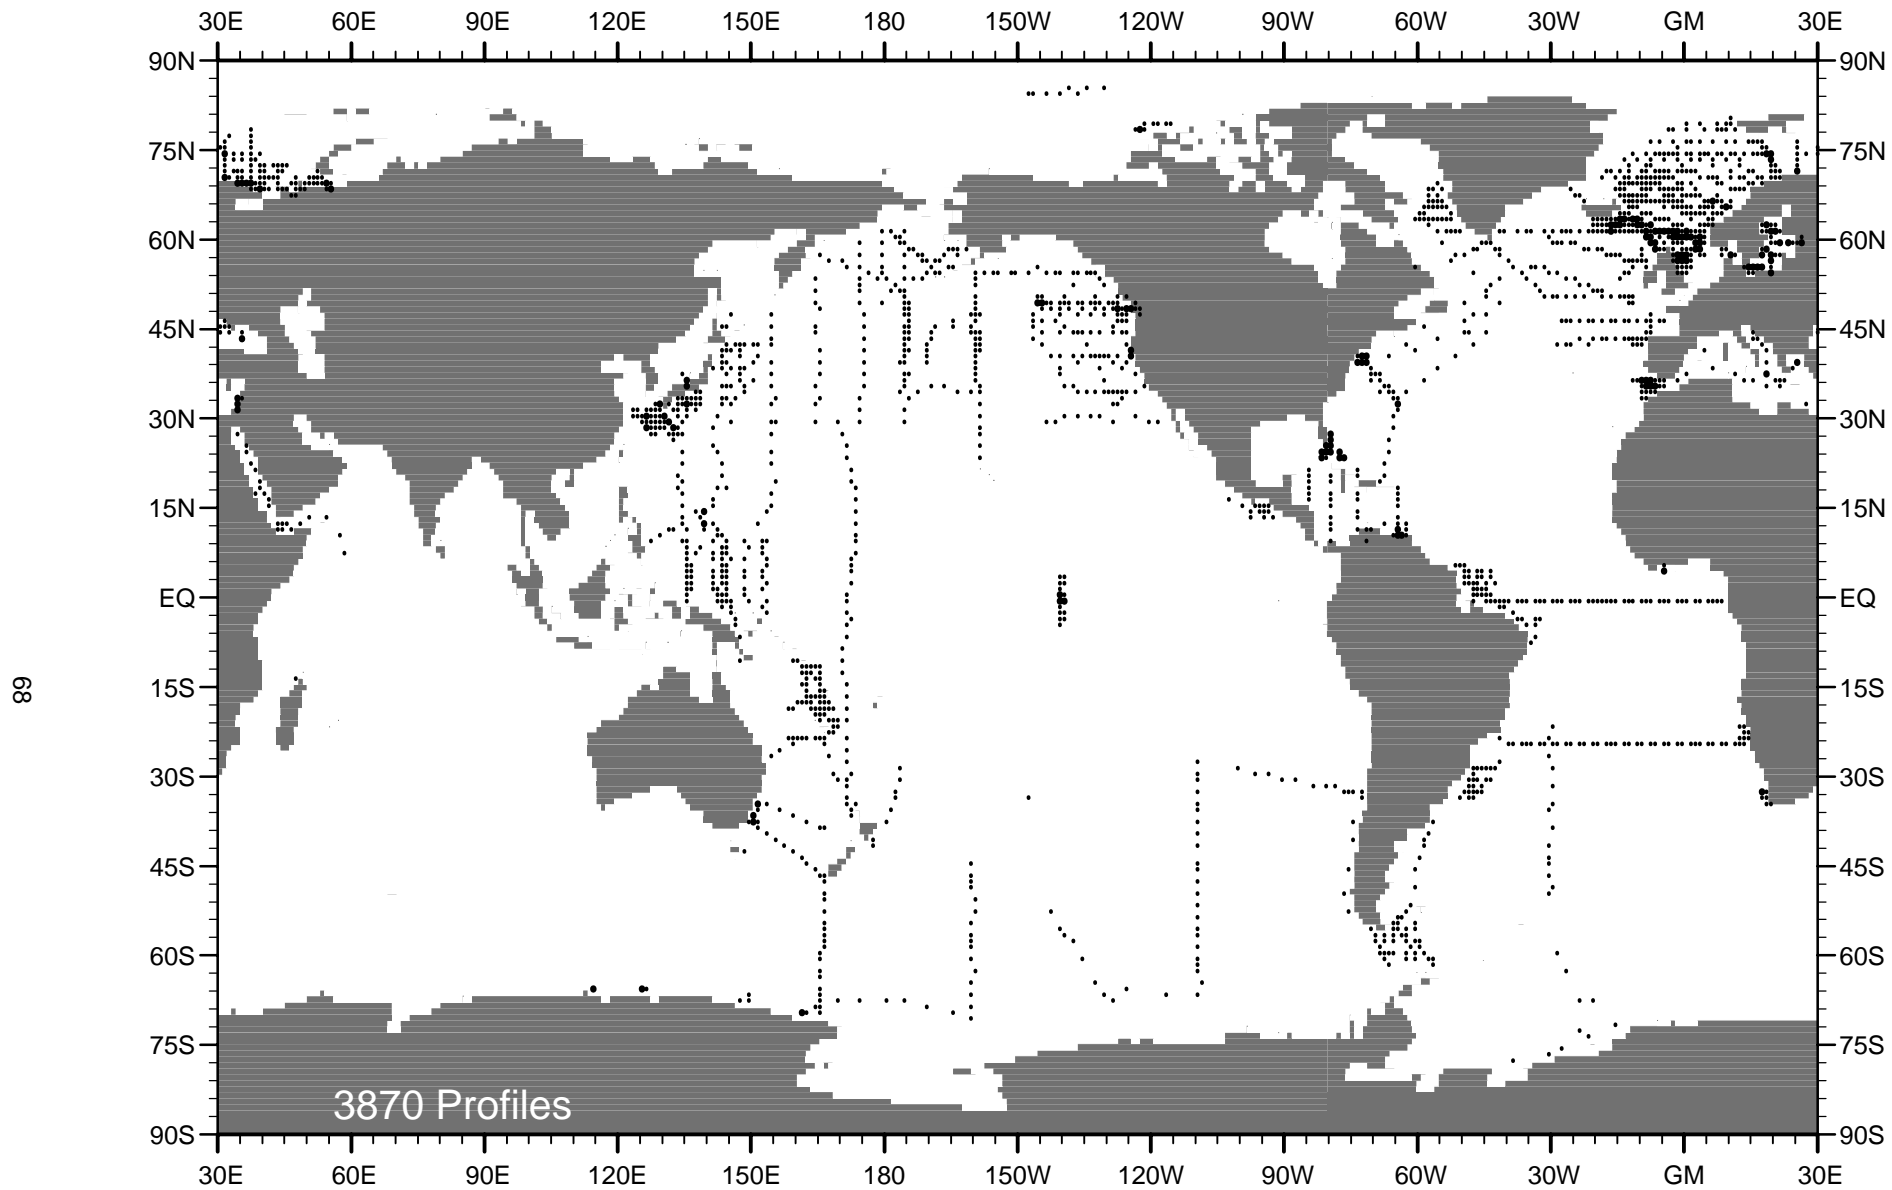 30E 60E 90E 120E 150E 180 150W 120W 90W 60W 30W GM 30E
90N 90N
75N 75N
60N 60N
45N 45N
30N 30N
15N 15N
EQ EQ
15S 15S
30S 30S
45S 45S
60S 60S
75S 75S
90S 90S
3870 Profiles
30E 60E 90E 120E 150E 180 150W 120W 90W 60W 30W GM 30E
68